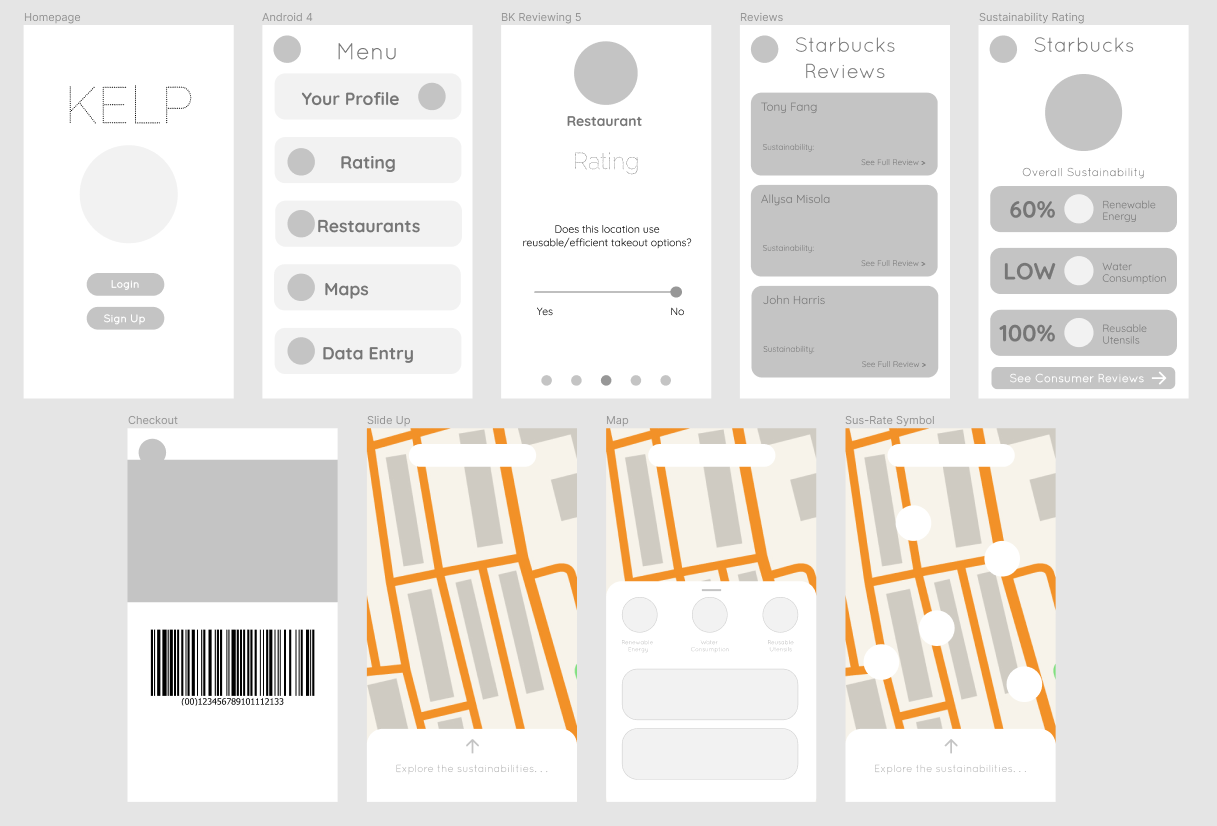 Homepage
KELP
Login
Sign Up
Android 4
Menu
Your Profile
Rating
Restaurants
Maps
Data Entry
BK Reviewing 5
Restaurant
Rating
Does this location use
reusable/efficient takeout options?
Yes
No
Reviews
Starbucks
Reviews
Tony Fang
Sustainability:
See Full Review >
Allysa Misola
Sustainability:
See Full Review >
John Harris
Sustainability:
See Full Review >
Sustainability Rating
Starbucks
Overall Sustainability
60%
Renewable
Energy
LOW
Water
Consumption
100%
Reusable
Utensils
See Consumer Reviews →
Checkout
(00)123456789101112133
Slide Up
Explore the sustainabilities. . .
Map
Renewable
Energy
Water
Consumption
Reusable
Utensils
Sus-Rate Symbol
Explore the sustainabilities. . .